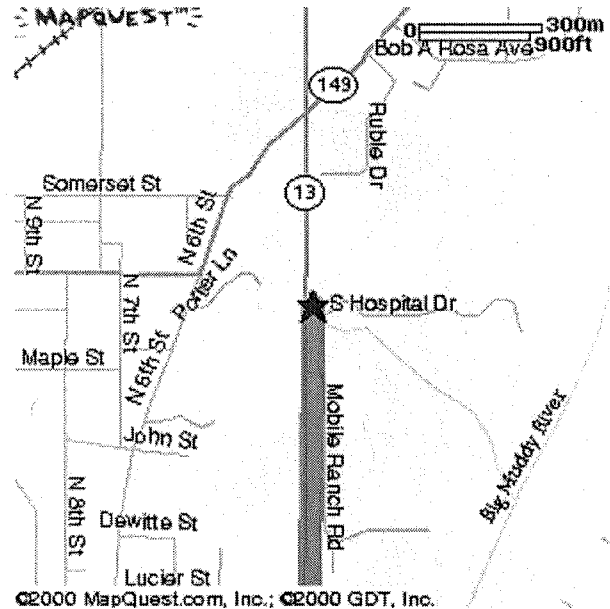 MAPQUEST™
0 300m
900ft
Bob A Rosa Ave
149
Ruble Dr
13
Somerset St
N 9th St
N 6th St
Porter Ln
N 7th St
S Hospital Dr
Maple St
N 6th St
Mobile Ranch Rd
Big Muddy River
John St
N 8th St
Dewitte St
Lucier St
©2000 MapQuest.com, Inc.; ©2000 GDT, Inc.